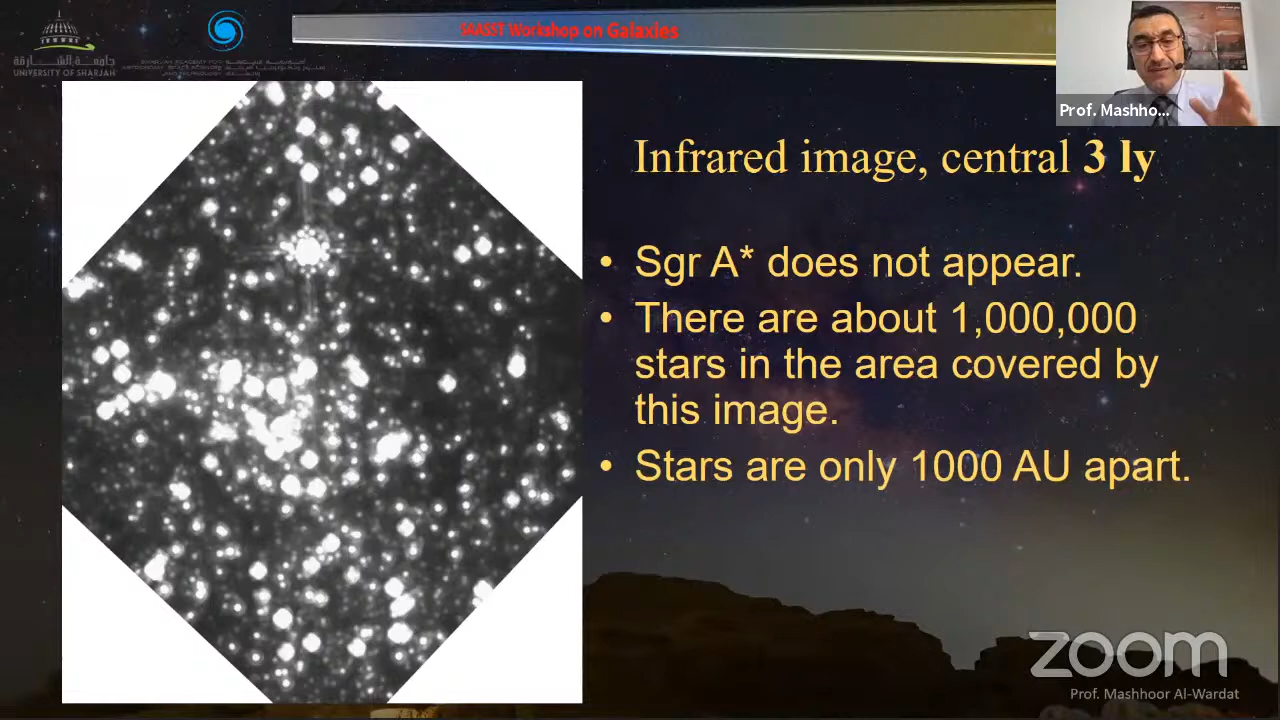 SAASST Workshop on Galaxies
جامعة الشارقة
UNIVERSITY OF SHARJAH
Prof. Mashho...
Infrared image, central 3 ly
• Sgr A* does not appear.
• There are about 1,000,000
stars in the area covered by
this image.
• Stars are only 1000 AU apart.
zoom
Prof. Mashhoor Al-Wardat